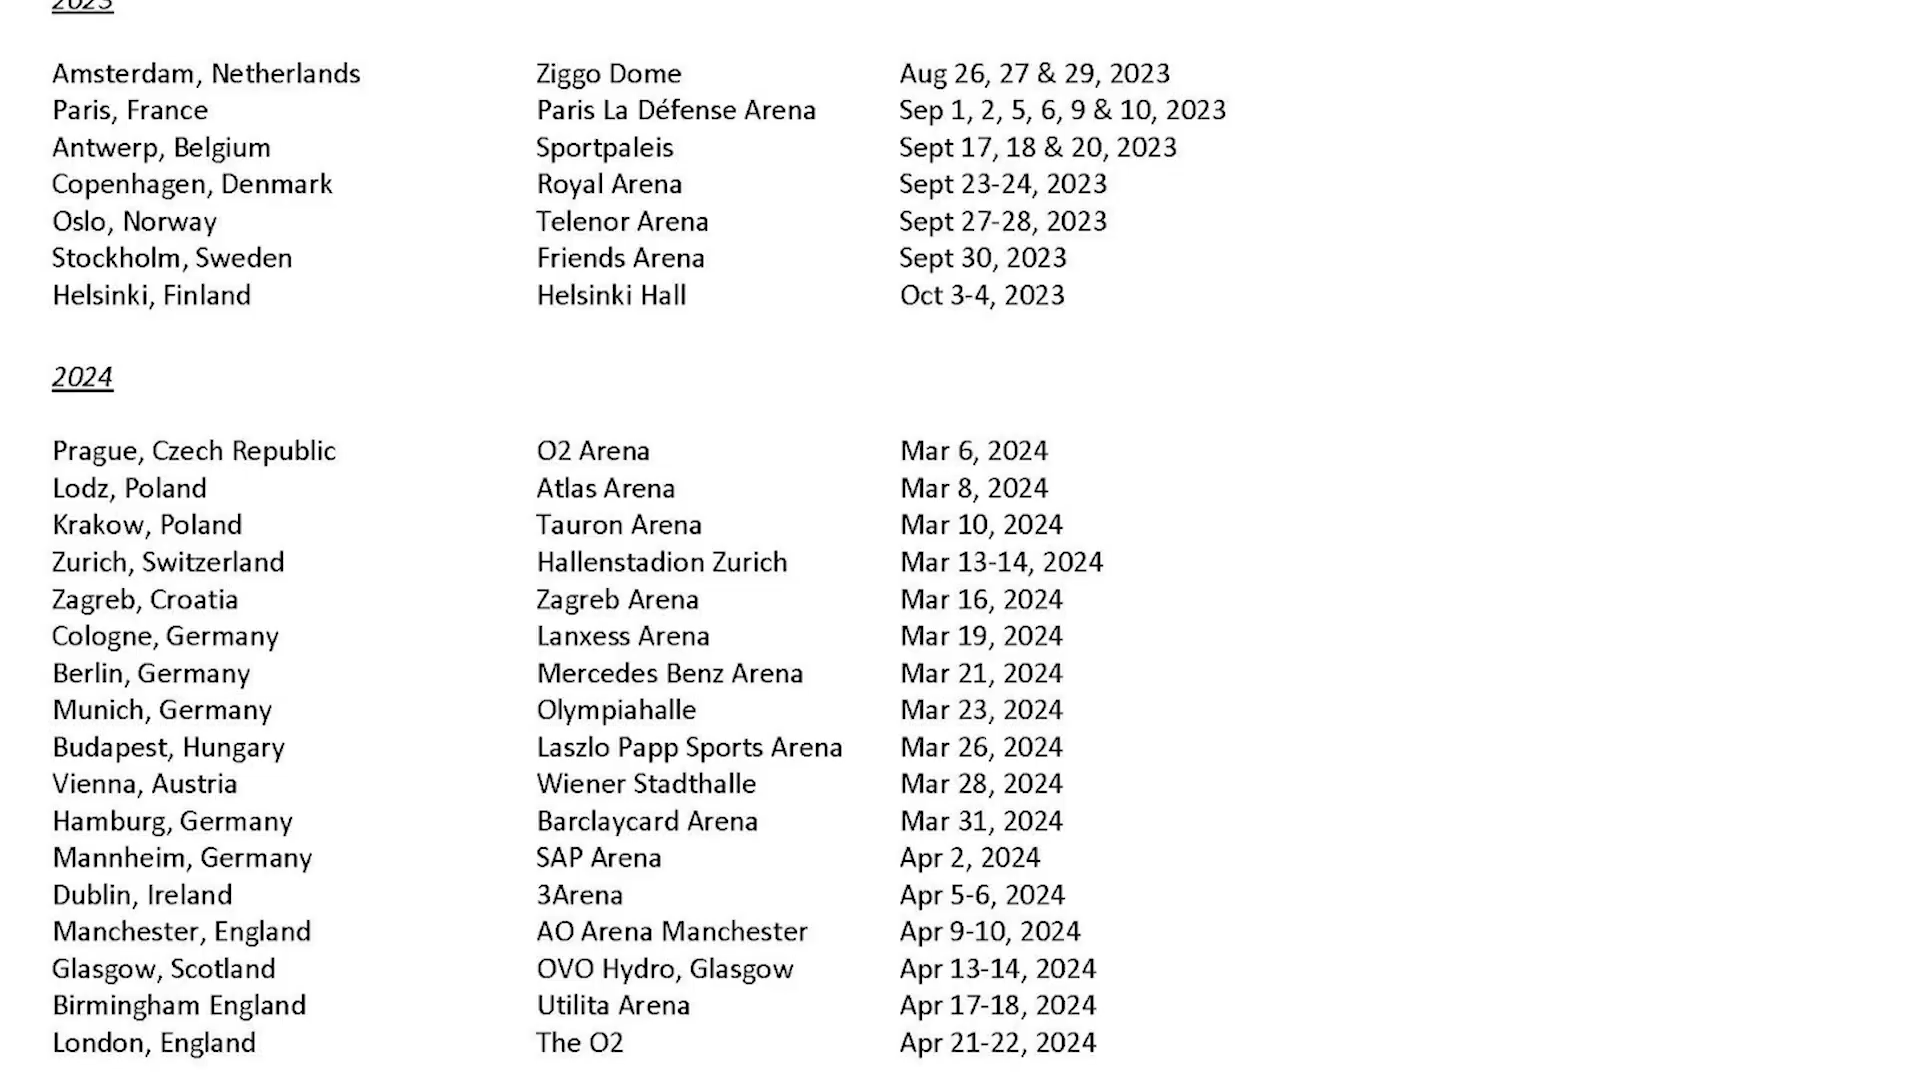 2023
Amsterdam, Netherlands Ziggo Dome Aug 26, 27 & 29, 2023
Paris, France Paris La Défense Arena Sep 1, 2, 5, 6, 9 & 10, 2023
Antwerp, Belgium Sportpaleis Sept 17, 18 & 20, 2023
Copenhagen, Denmark Royal Arena Sept 23-24, 2023
Oslo, Norway Telenor Arena Sept 27-28, 2023
Stockholm, Sweden Friends Arena Sept 30, 2023
Helsinki, Finland Helsinki Hall Oct 3-4, 2023
2024
Prague, Czech Republic O2 Arena Mar 6, 2024
Lodz, Poland Atlas Arena Mar 8, 2024
Krakow, Poland Tauron Arena Mar 10, 2024
Zurich, Switzerland Hallenstadion Zurich Mar 13-14, 2024
Zagreb, Croatia Zagreb Arena Mar 16, 2024
Cologne, Germany Lanxess Arena Mar 19, 2024
Berlin, Germany Mercedes Benz Arena Mar 21, 2024
Munich, Germany Olympiahalle Mar 23, 2024
Budapest, Hungary Laszlo Papp Sports Arena Mar 26, 2024
Vienna, Austria Wiener Stadthalle Mar 28, 2024
Hamburg, Germany Barclaycard Arena Mar 31, 2024
Mannheim, Germany SAP Arena Apr 2, 2024
Dublin, Ireland 3Arena Apr 5-6, 2024
Manchester, England AO Arena Manchester Apr 9-10, 2024
Glasgow, Scotland OVO Hydro, Glasgow Apr 13-14, 2024
Birmingham England Utilita Arena Apr 17-18, 2024
London, England The O2 Apr 21-22, 2024